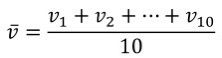 v̄ = (v₁ + v₂ + ⋯ + v₁₀) / 10